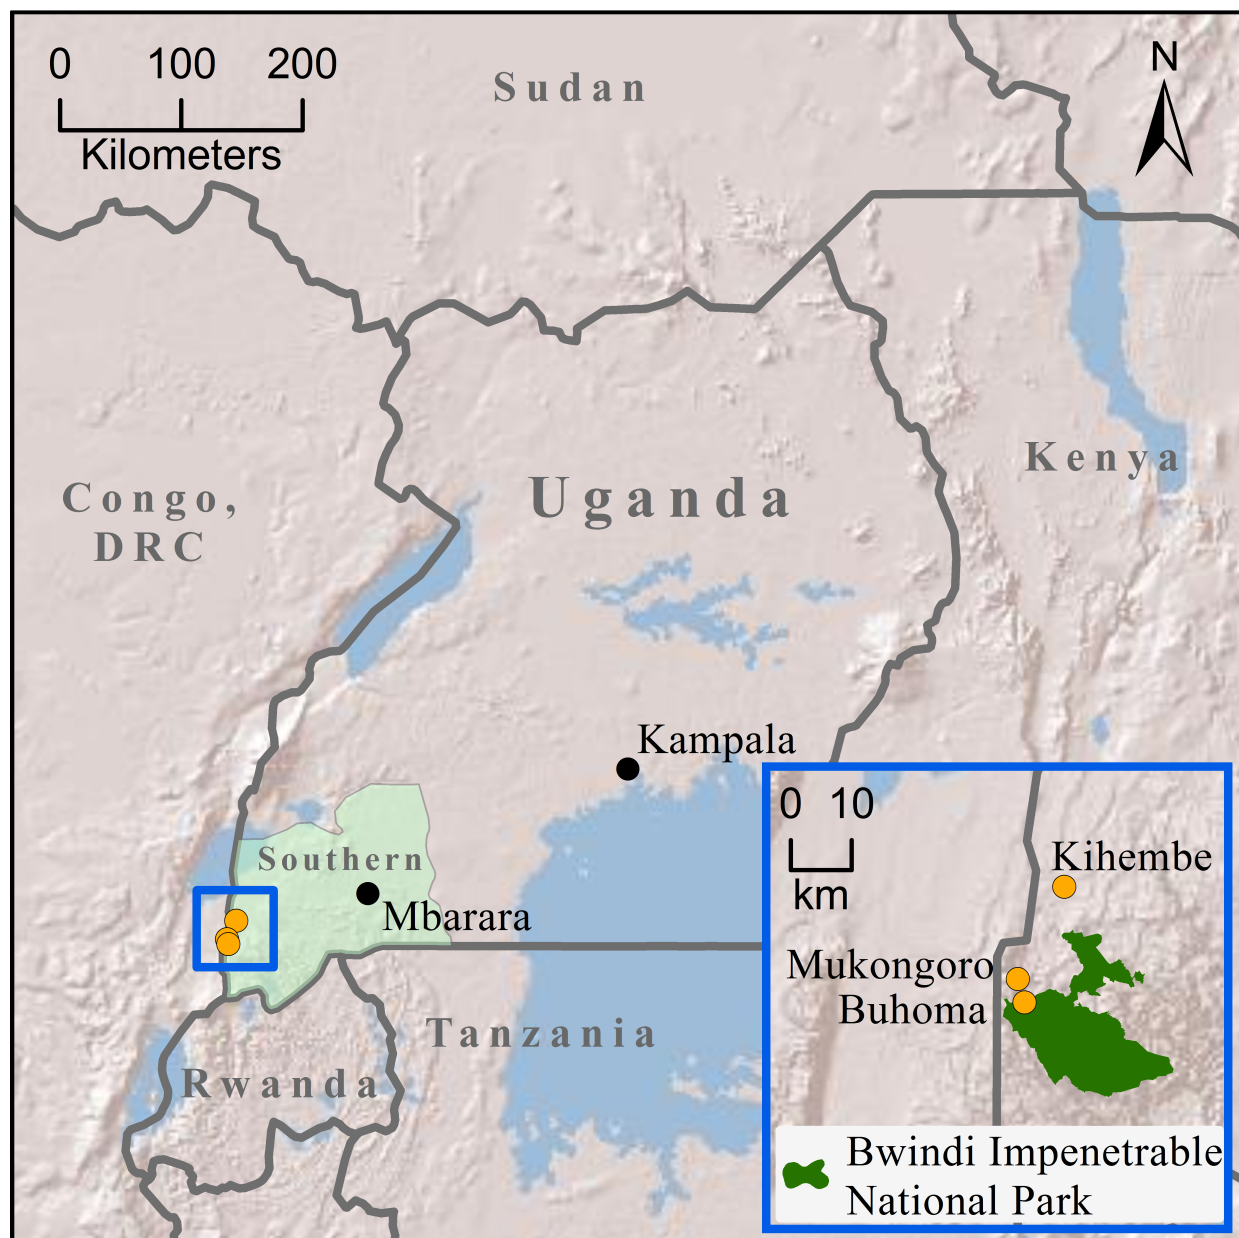 0 100 200
Kilometers
Sudan
N
Kenya
Congo,
DRC
Uganda
Kampala
Southern
Mbarara
Tanzania
Rwanda
0 10
km
Kihembe
Mukongoro
Buhoma
Bwindi Impenetrable
National Park